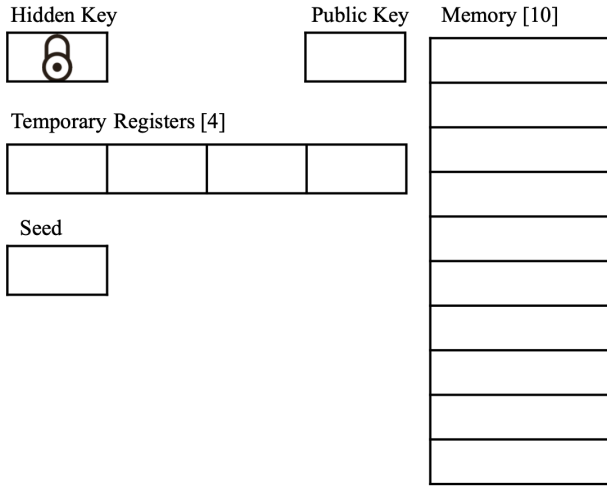 Hidden Key
Public Key
Memory [10]
Temporary Registers [4]
Seed